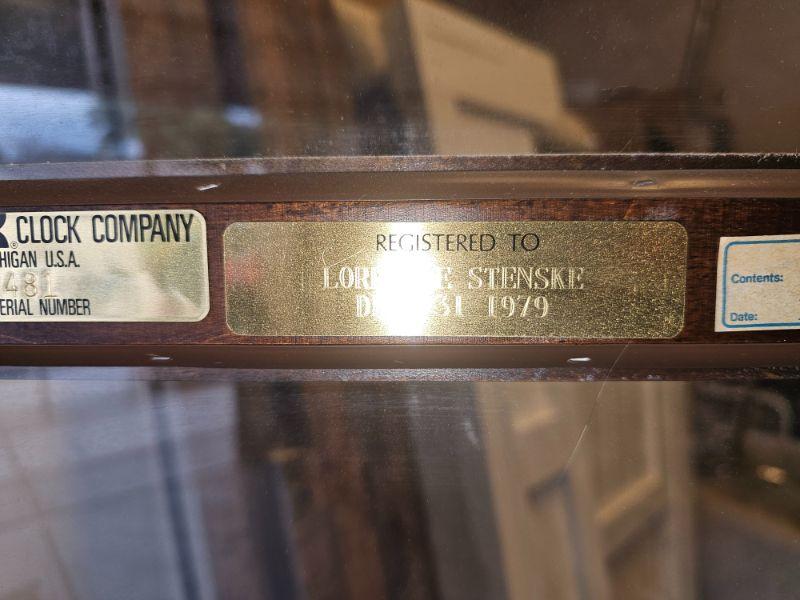 ® CLOCK COMPANY
HIGAN U.S.A.
481
ERIAL NUMBER
REGISTERED TO
STENSKE
31 1979
Contents:
Date: